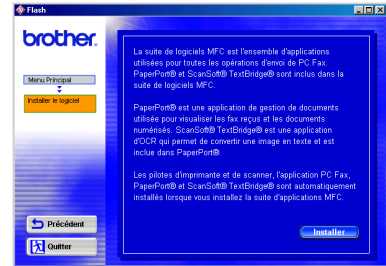 Flash
brother.
Menu Principal
Installer le logiciel
La suite de logiciels MFC est l'ensemble d'applications
utilisées pour toutes les opérations d'envoi de PC Fax.
PaperPort® et ScanSoft® TextBridge® sont inclus dans la
suite de logiciels MFC.
PaperPort® est une application de gestion de documents
utilisée pour visualiser les fax reçus et les documents
numérisés. ScanSoft® TextBridge® est une application
d'OCR qui permet de convertir une image en texte et est
inclue dans PaperPort®.
Les pilotes d'imprimante et de scanner, l'application PC Fax,
PaperPort® et ScanSoft® TextBridge® sont automatiquement
installés lorsque vous installez la suite d'applications MFC.
Précédent
Quitter
Installer